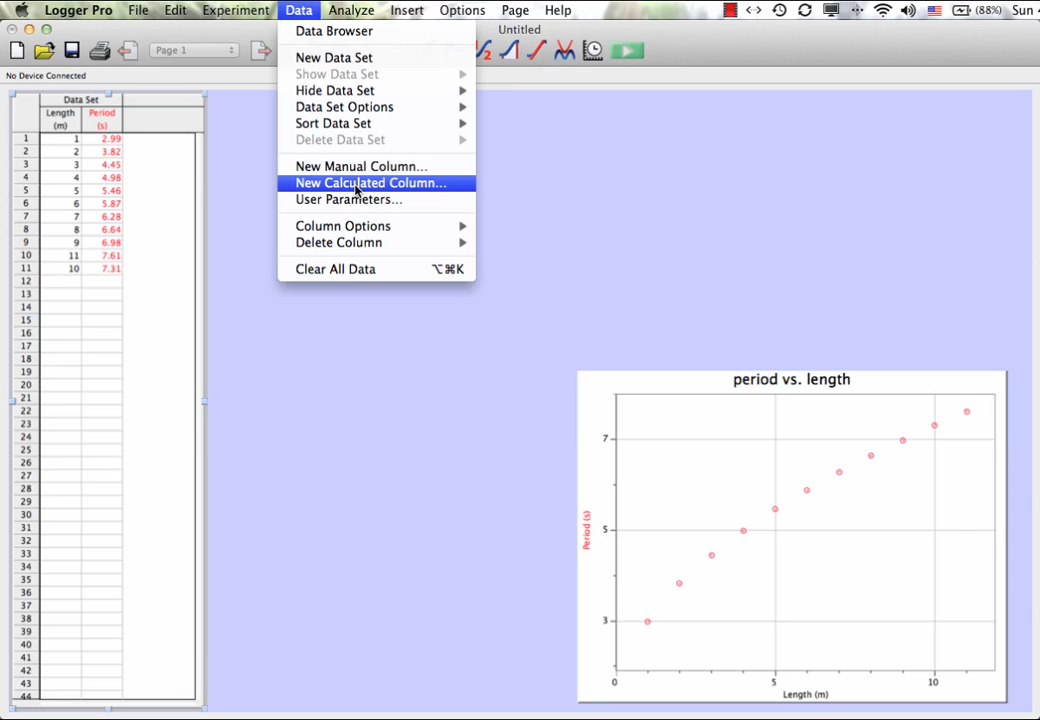 Logger Pro File Edit Experiment Data Analyze Insert Options Page Help (88%) Sun
Untitled
Page 1
No Device Connected
Data Browser
New Data Set
Show Data Set
Hide Data Set
Data Set Options
Sort Data Set
Delete Data Set
New Manual Column...
New Calculated Column...
User Parameters...
Column Options
Delete Column
Clear All Data ⌥⌘K
Data Set
Length Period
(m) (s)
1 1 2.99
2 2 3.82
3 3 4.45
4 4 4.98
5 5 5.46
6 6 5.87
7 7 6.28
8 8 6.64
9 9 6.98
10 11 7.61
11 10 7.31
12
13
14
15
16
17
18
19
20
21
22
23
24
25
26
27
28
29
30
31
32
33
34
35
36
37
38
39
40
41
42
43
44
period vs. length
7
5
3
Period (s)
0 5 10
Length (m)